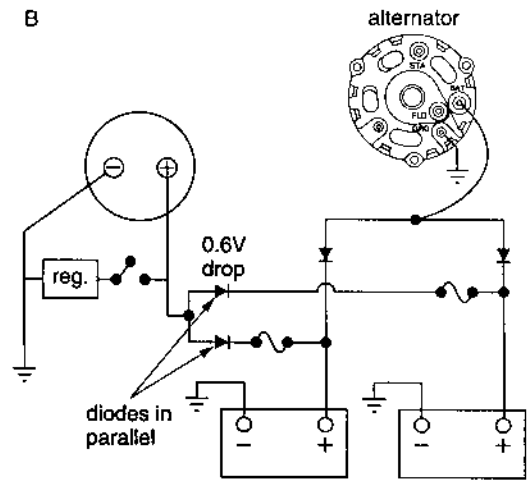 B
alternator
STA
BAT
FLD
GRD
− +
0.6V
drop
reg.
diodes in
parallel
− +
− +